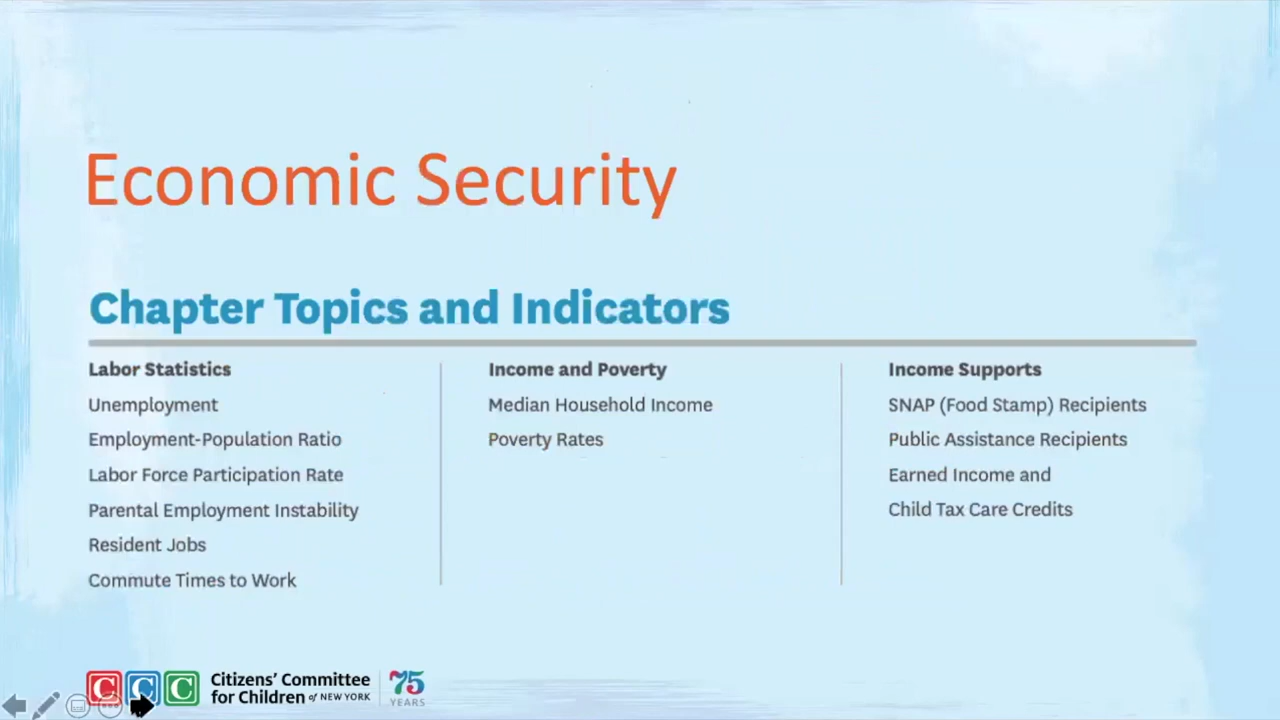 Economic Security
Chapter Topics and Indicators
Labor Statistics
Unemployment
Employment-Population Ratio
Labor Force Participation Rate
Parental Employment Instability
Resident Jobs
Commute Times to Work
Income and Poverty
Median Household Income
Poverty Rates
Income Supports
SNAP (Food Stamp) Recipients
Public Assistance Recipients
Earned Income and
Child Tax Care Credits
CCC
Citizens' Committee
for Children of NEW YORK
75
YEARS